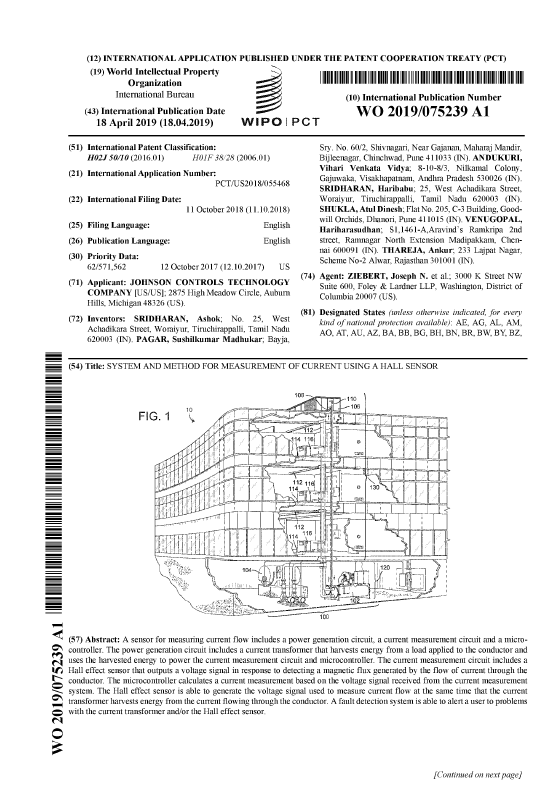 (12) INTERNATIONAL APPLICATION PUBLISHED UNDER THE PATENT COOPERATION TREATY (PCT)
(19) World Intellectual Property
Organization
International Bureau
(43) International Publication Date
18 April 2019 (18.04.2019)
WIPO | PCT
(10) International Publication Number
WO 2019/075239 A1
(51) International Patent Classification:
H02J 50/10 (2016.01) H01F 38/28 (2006.01)
(21) International Application Number:
PCT/US2018/055468
(22) International Filing Date:
11 October 2018 (11.10.2018)
(25) Filing Language: English
(26) Publication Language: English
(30) Priority Data:
62/571,562 12 October 2017 (12.10.2017) US
(71) Applicant: JOHNSON CONTROLS TECHNOLOGY
COMPANY [US/US]; 2875 High Meadow Circle, Auburn
Hills, Michigan 48326 (US).
(72) Inventors: SRIDHARAN, Ashok; No. 25, West
Achadikara Street, Woraiyur, Tiruchirappalli, Tamil Nadu
620003 (IN). PAGAR, Sushilkumar Madhukar; Bayja,
Sry. No. 60/2, Shivnagari, Near Gajanan, Maharaj Mandir,
Bijleenagar, Chinchwad, Pune 411033 (IN). ANDUKURI,
Vihari Venkata Vidya; 8-10-8/3, Nilkamal Colony,
Gajuwaka, Visakhapatnam, Andhra Pradesh 530026 (IN).
SRIDHARAN, Haribabu; 25, West Achadikara Street,
Woraiyur, Tiruchirappalli, Tamil Nadu 620003 (IN).
SHUKLA, Atul Dinesh; Flat No. 205, C-3 Building, Good-
will Orchids, Dhanori, Pune 411015 (IN). VENUGOPAL,
Hariharasudhan; S1,1461-A,Aravind's Ramkripa 2nd
street, Ramnagar North Extension Madipakkam, Chen-
nai 600091 (IN). THAREJA, Ankur; 233 Lajpat Nagar,
Scheme No-2 Alwar, Rajasthan 301001 (IN).
(74) Agent: ZIEBERT, Joseph N. et al.; 3000 K Street NW
Suite 600, Foley & Lardner LLP, Washington, District of
Columbia 20007 (US).
(81) Designated States (unless otherwise indicated, for every
kind of national protection available): AE, AG, AL, AM,
AO, AT, AU, AZ, BA, BB, BG, BH, BN, BR, BW, BY, BZ,
(54) Title: SYSTEM AND METHOD FOR MEASUREMENT OF CURRENT USING A HALL SENSOR
FIG. 1
10
108
110
106
112
114 116
112
116
114
130
112
114
116
104
120
102
100
(57) Abstract: A sensor for measuring current flow includes a power generation circuit, a current measurement circuit and a micro-
controller. The power generation circuit includes a current transformer that harvests energy from a load applied to the conductor and
uses the harvested energy to power the current measurement circuit and microcontroller. The current measurement circuit includes a
Hall effect sensor that outputs a voltage signal in response to detecting a magnetic flux generated by the flow of current through the
conductor. The microcontroller calculates a current measurement based on the voltage signal received from the current measurement
system. The Hall effect sensor is able to generate the voltage signal used to measure current flow at the same time that the current
transformer harvests energy from the current flowing through the conductor. A fault detection system is able to alert a user to problems
with the current transformer and/or the Hall effect sensor.
WO 2019/075239 A1
[Continued on next page]